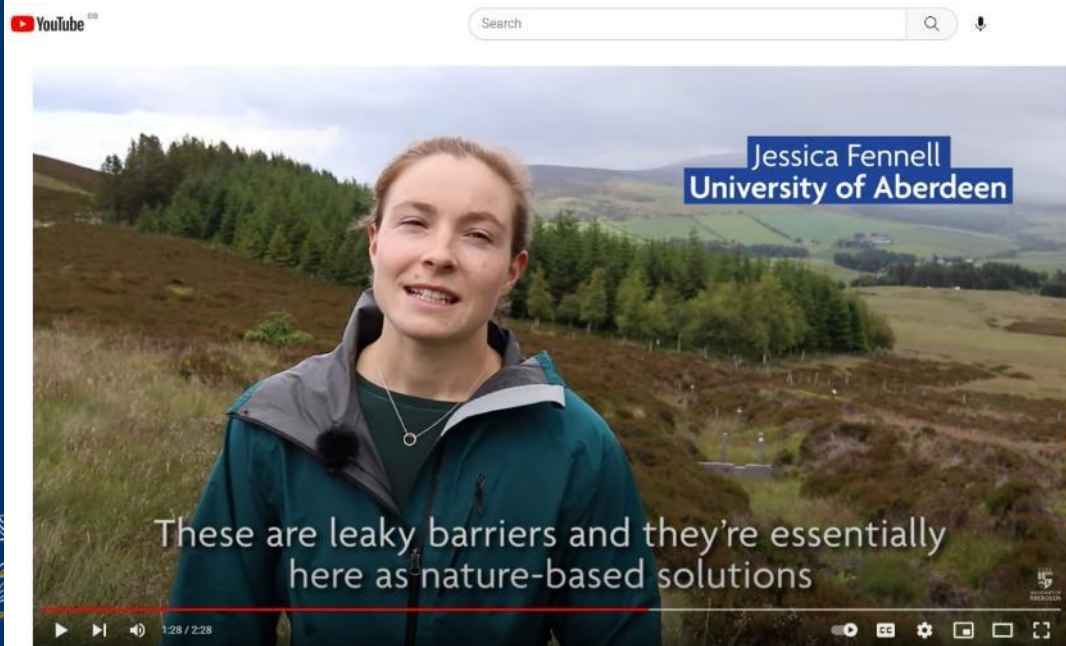 YouTube GB
Search
Jessica Fennell
University of Aberdeen
These are leaky barriers and they're essentially
here as nature-based solutions
1:28 / 2:28
CC